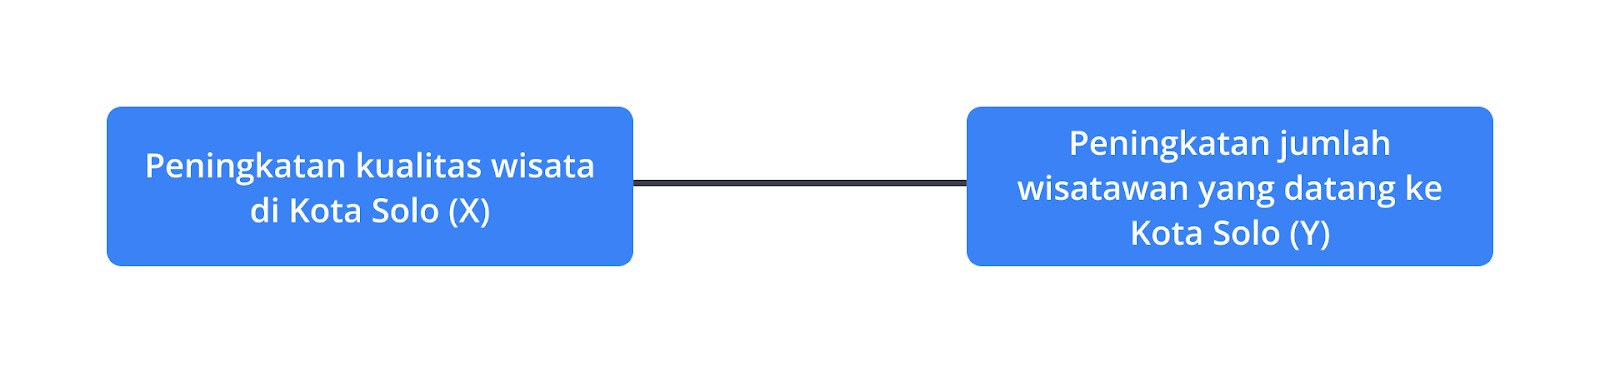 Peningkatan kualitas wisata
di Kota Solo (X)
Peningkatan jumlah
wisatawan yang datang ke
Kota Solo (Y)